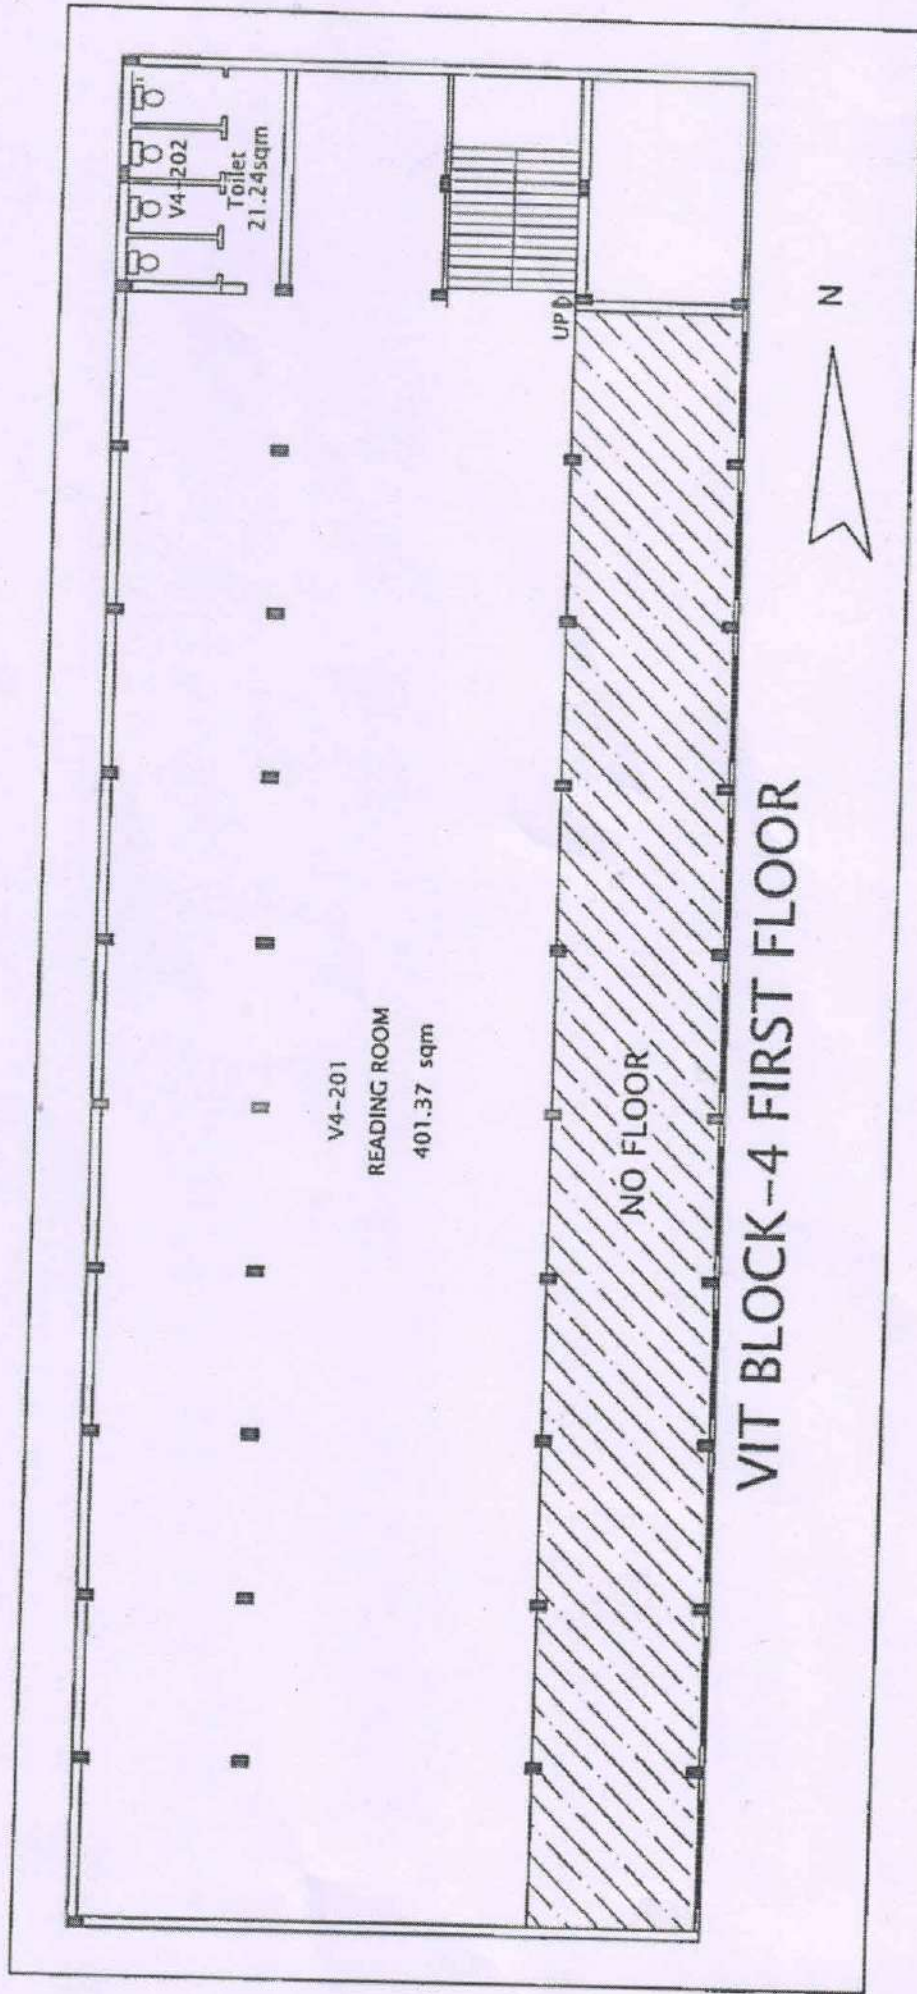 V4-202
Toilet
21.24sqm
UP
N
V4-201
READING ROOM
401.37 sqm
NO FLOOR
VIT BLOCK-4 FIRST FLOOR